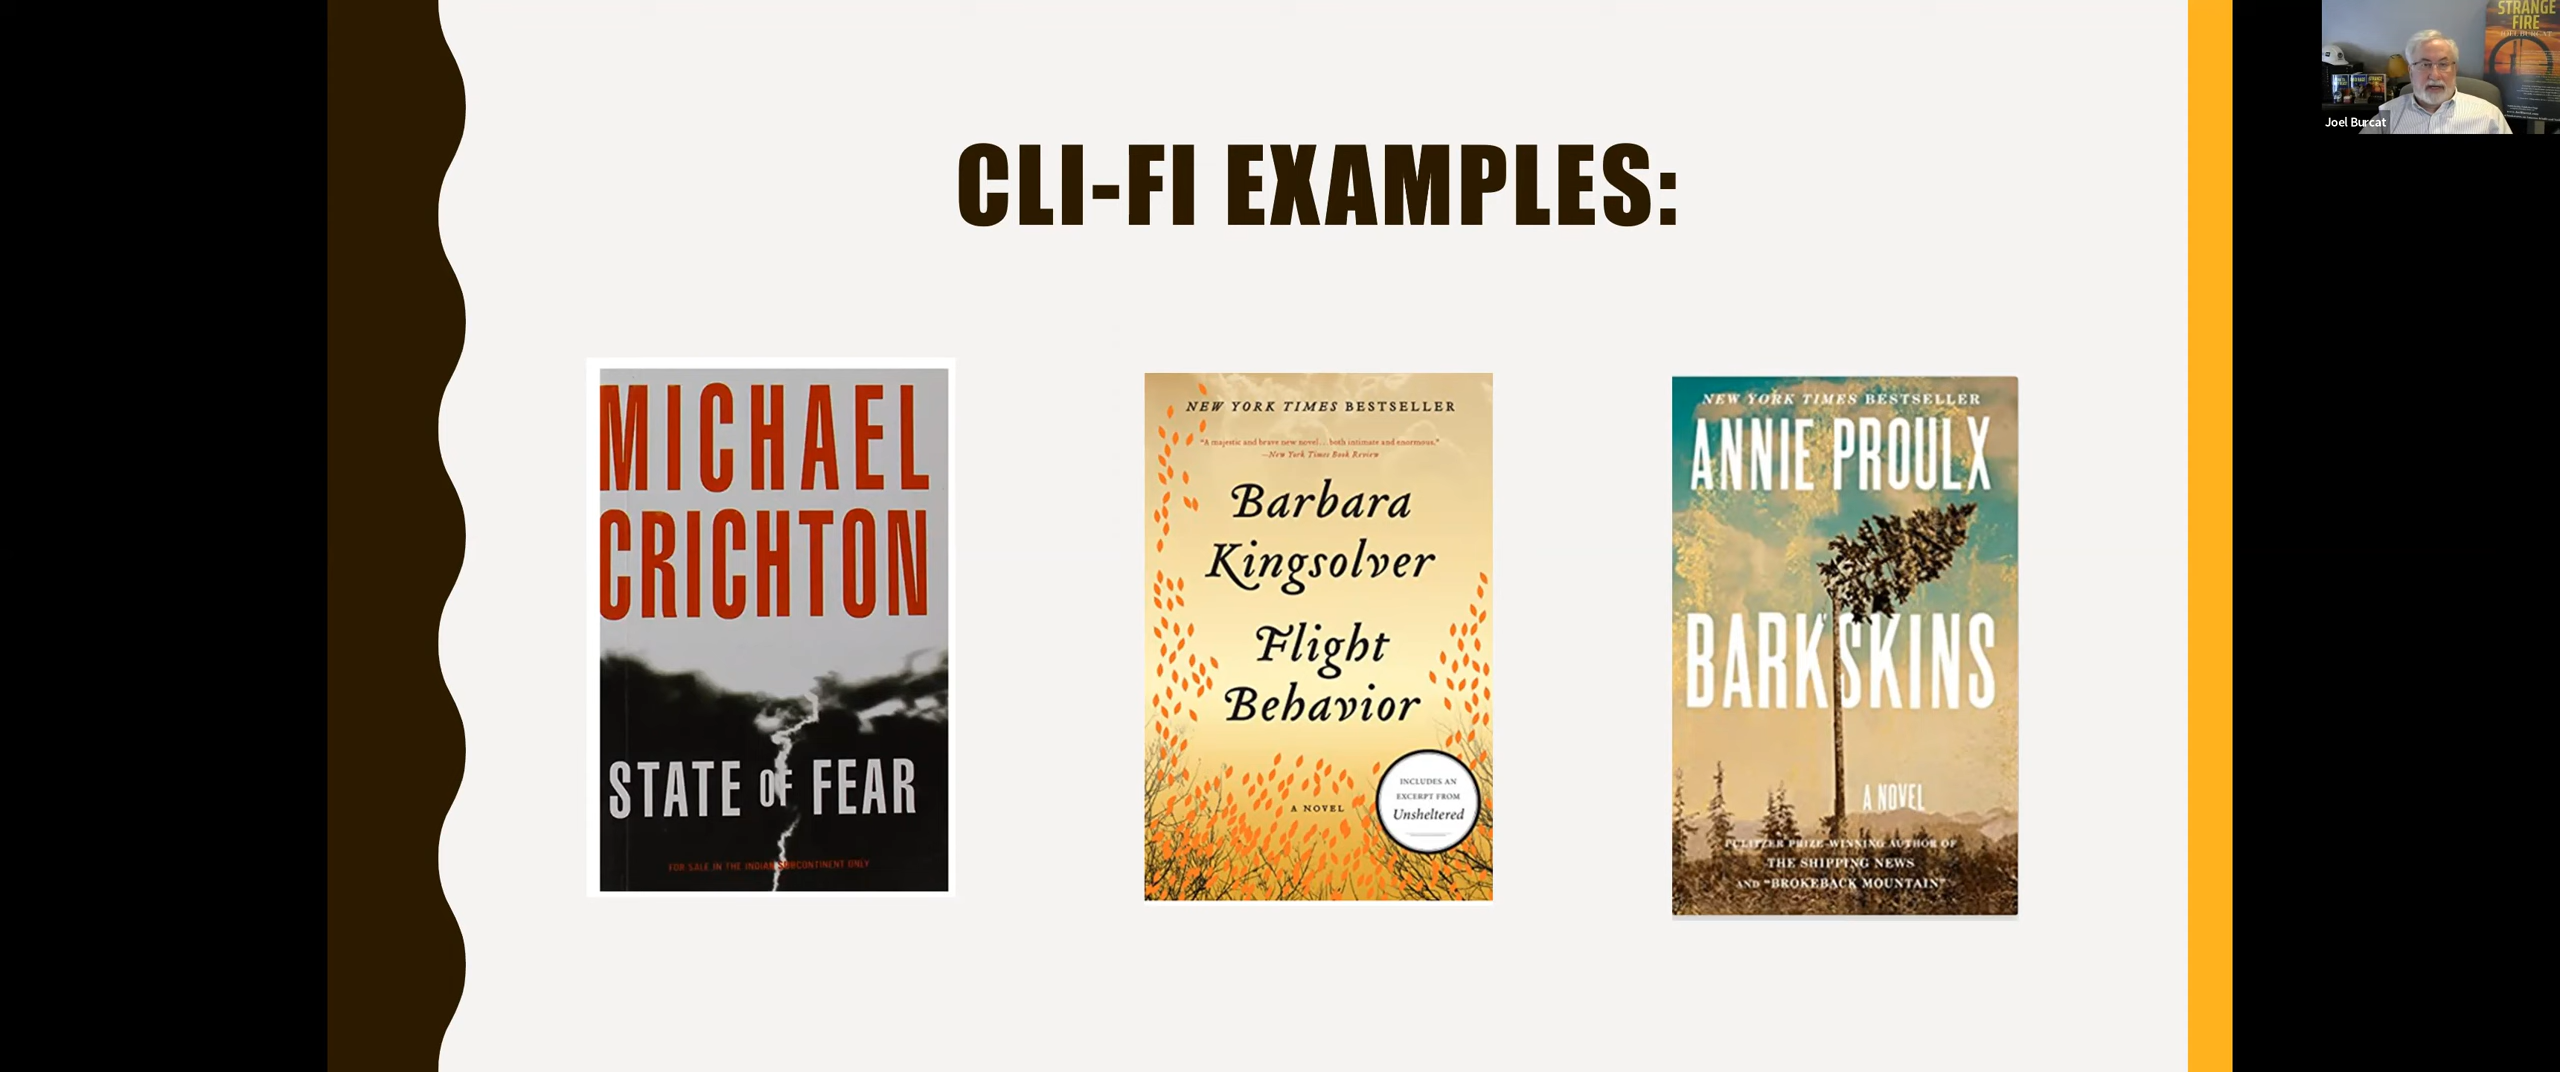 CLI-FI EXAMPLES:
MICHAEL
CRICHTON
STATE OF FEAR
FOR SALE IN THE INDIAN SUBCONTINENT ONLY
NEW YORK TIMES BESTSELLER
"A majestic and brave new novel... both intimate and enormous."
—New York Times Book Review
Barbara
Kingsolver
Flight
Behavior
A NOVEL
INCLUDES AN
EXCERPT FROM
Unsheltered
NEW YORK TIMES BESTSELLER
ANNIE PROULX
BARKSKINS
A NOVEL
PULITZER PRIZE-WINNING AUTHOR OF
THE SHIPPING NEWS
AND "BROKEBACK MOUNTAIN"
STRANGE
FIRE
JOEL BURCAT
Joel Burcat